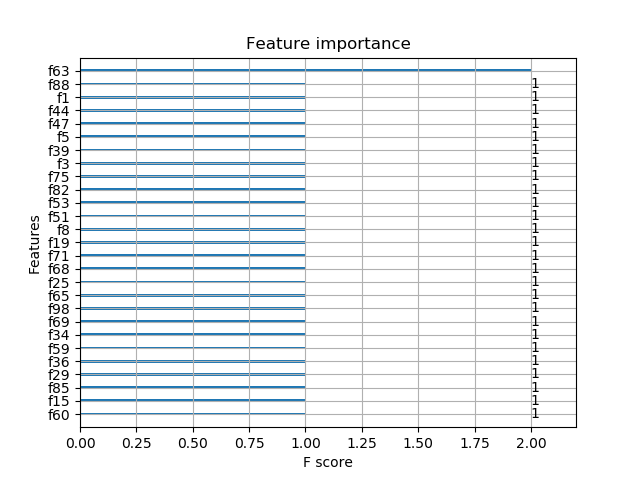 Feature importance
f63
f88 1
f1 1
f44 1
f47 1
f5 1
f39 1
f3 1
f75 1
f82 1
f53 1
f51 1
f8 1
f19 1
f71 1
f68 1
f25 1
f65 1
f98 1
f69 1
f34 1
f59 1
f36 1
f29 1
f85 1
f15 1
f60 1
Features
0.00 0.25 0.50 0.75 1.00 1.25 1.50 1.75 2.00
F score